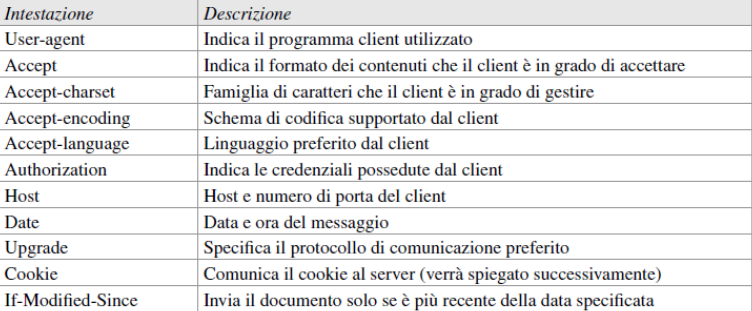 Intestazione Descrizione
User-agent Indica il programma client utilizzato
Accept Indica il formato dei contenuti che il client è in grado di accettare
Accept-charset Famiglia di caratteri che il client è in grado di gestire
Accept-encoding Schema di codifica supportato dal client
Accept-language Linguaggio preferito dal client
Authorization Indica le credenziali possedute dal client
Host Host e numero di porta del client
Date Data e ora del messaggio
Upgrade Specifica il protocollo di comunicazione preferito
Cookie Comunica il cookie al server (verrà spiegato successivamente)
If-Modified-Since Invia il documento solo se è più recente della data specificata